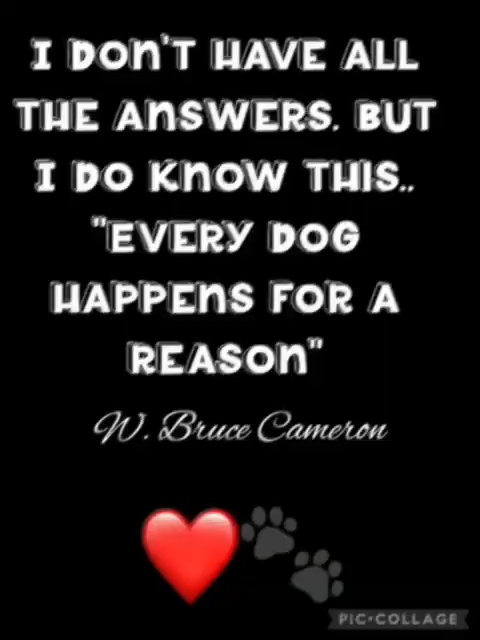 I DON'T HAVE ALL
THE ANSWERS. BUT
I DO KNOW THIS..
"EVERY DOG
HAPPENS FOR A
REASON"
W. Bruce Cameron
PIC•COLLAGE